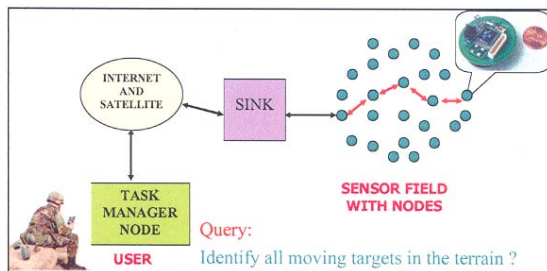 INTERNET
AND
SATELLITE
SINK
TASK
MANAGER
NODE
USER
SENSOR FIELD
WITH NODES
Query:
Identify all moving targets in the terrain ?